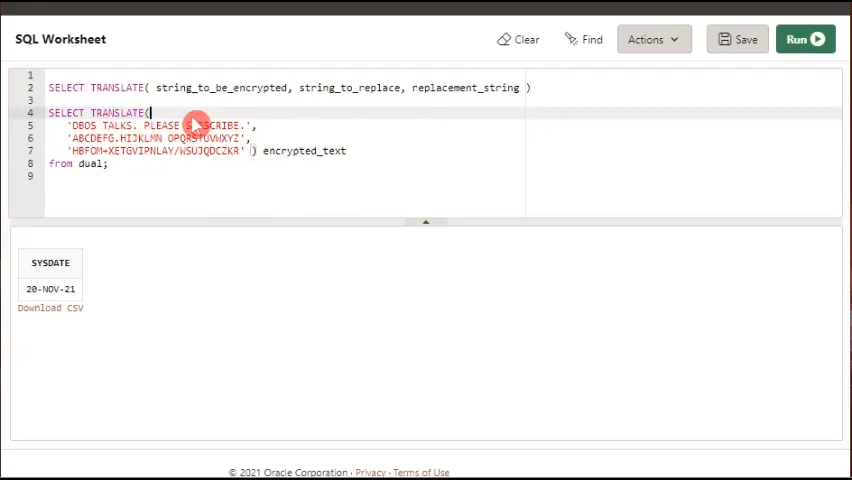 SQL Worksheet
Clear
Find
Actions
Save
Run
1
2 SELECT TRANSLATE( string_to_be_encrypted, string_to_replace, replacement_string )
3
4 SELECT TRANSLATE(
5 'DBOS TALKS. PLEASE SUBSCRIBE.',
6 'ABCDEFG.HIJKLMN OPQRSTUVWXYZ',
7 'HBFOM+XETGVIPNLAY/WSUJQDCZKR' ) encrypted_text
8 from dual;
9
SYSDATE
20-NOV-21
Download CSV
© 2021 Oracle Corporation · Privacy · Terms of Use